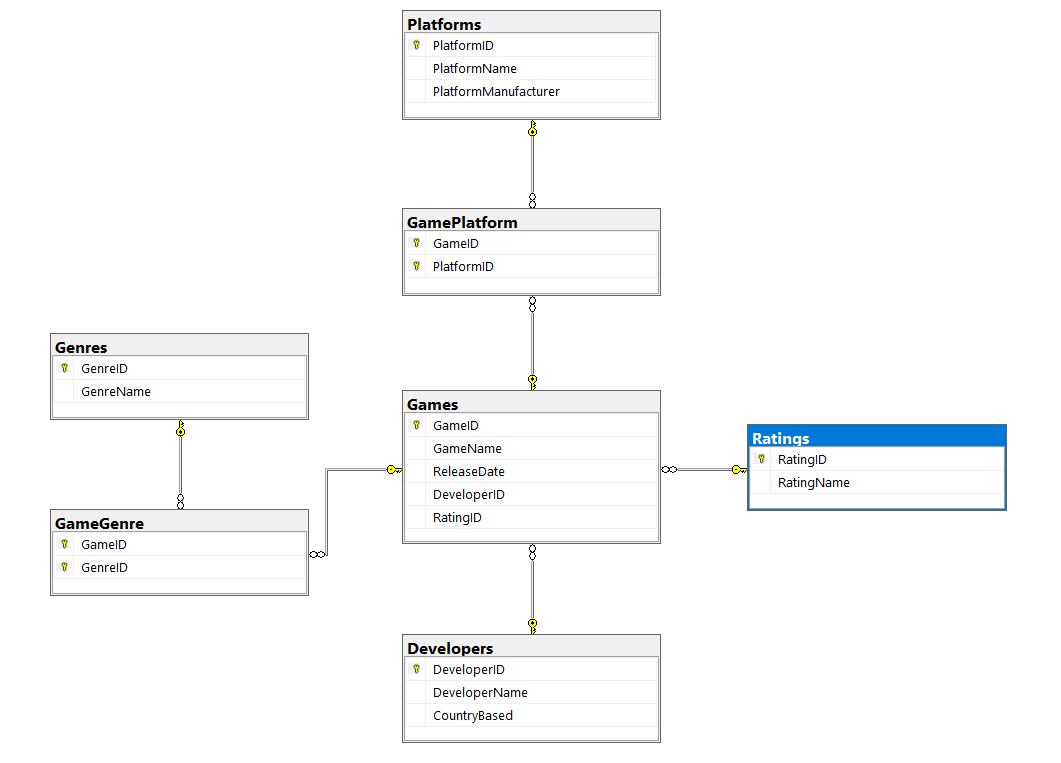 Platforms
PlatformID
PlatformName
PlatformManufacturer
GamePlatform
GameID
PlatformID
Genres
GenreID
GenreName
Games
GameID
GameName
ReleaseDate
DeveloperID
RatingID
Ratings
RatingID
RatingName
GameGenre
GameID
GenreID
Developers
DeveloperID
DeveloperName
CountryBased